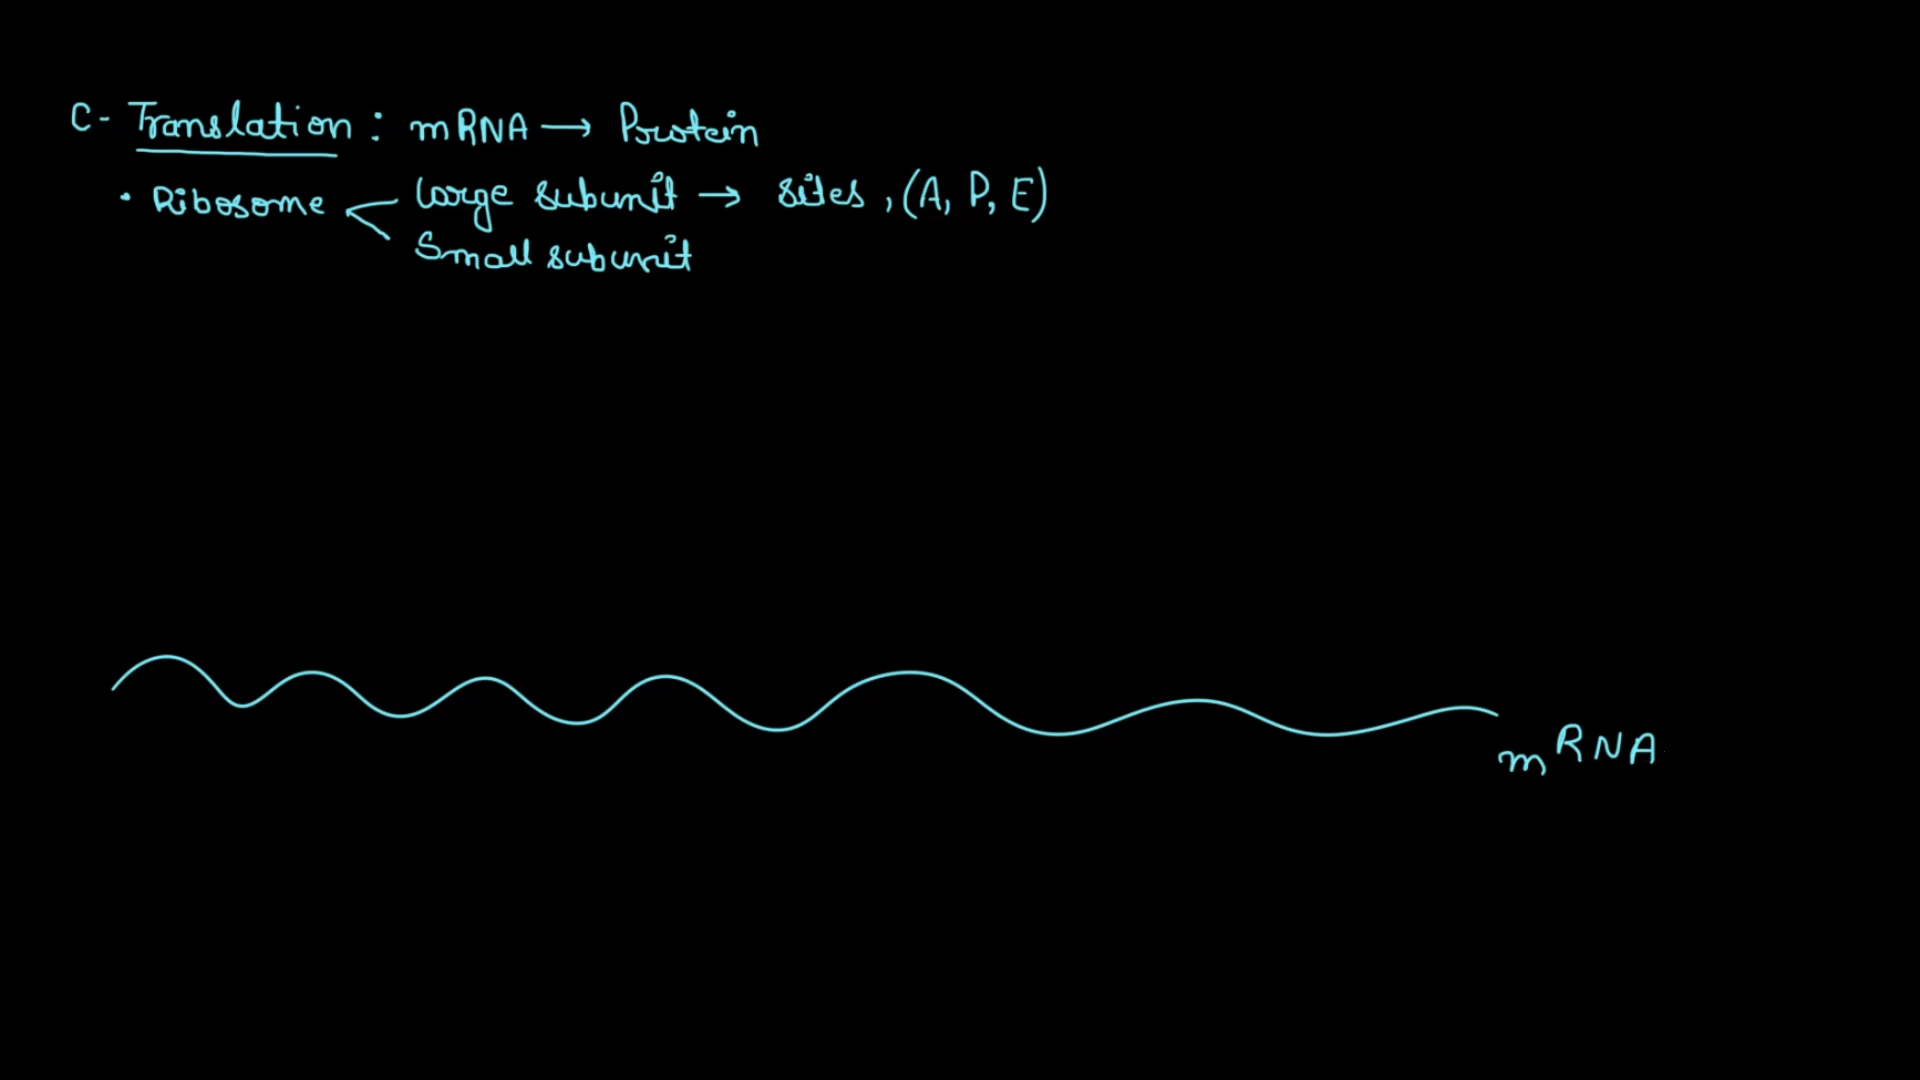 C- Translation : mRNA → Protein
• Ribosome < large subunit → sites, (A, P, E)
Small subunit
mRNA